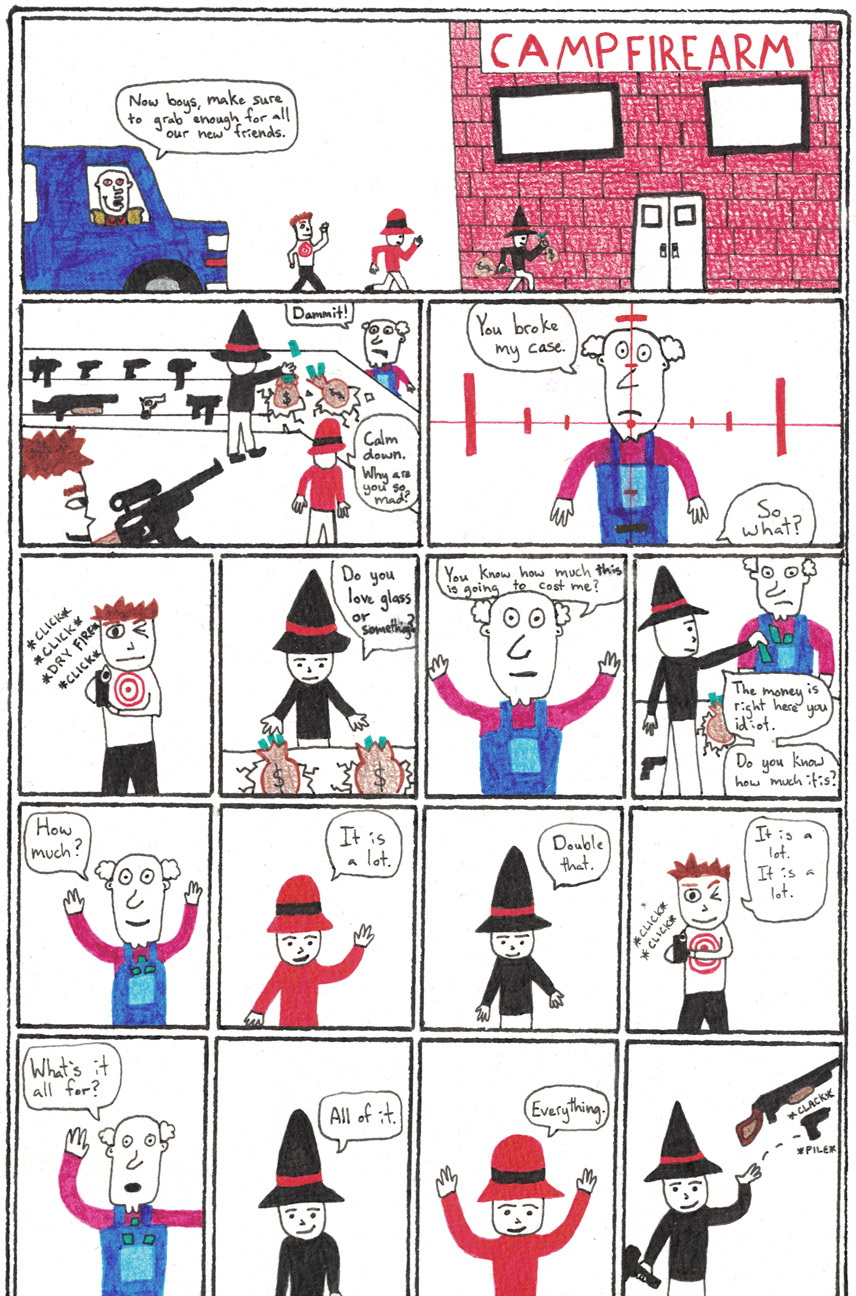 CAMPFIREARM
Now boys, make sure
to grab enough for all
our new friends.
$
$
Dammit!
$
$
Calm
down.
Why are
you so
mad?
You broke
my case.
So
what?
*CLICK*
*CLICK*
*DRY FIRE*
*CLICK*
Do you
love glass
or
something?
$
$
You know how much this
is going to cost me?
The money is
right here you
idiot.
Do you know
how much it is?
How
much?
It is
a lot.
Double
that.
It is a
lot.
It is a
lot.
*CLICK*
*CLICK*
What's it
all for?
All of it.
Everything.
*CLACK*
*PILE*